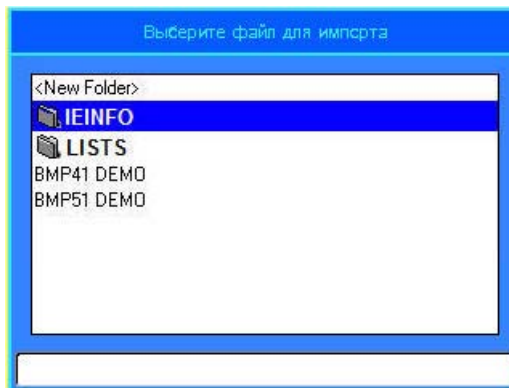 Выберите файл для импорта
<New Folder>
IEINFO
LISTS
BMP41 DEMO
BMP51 DEMO